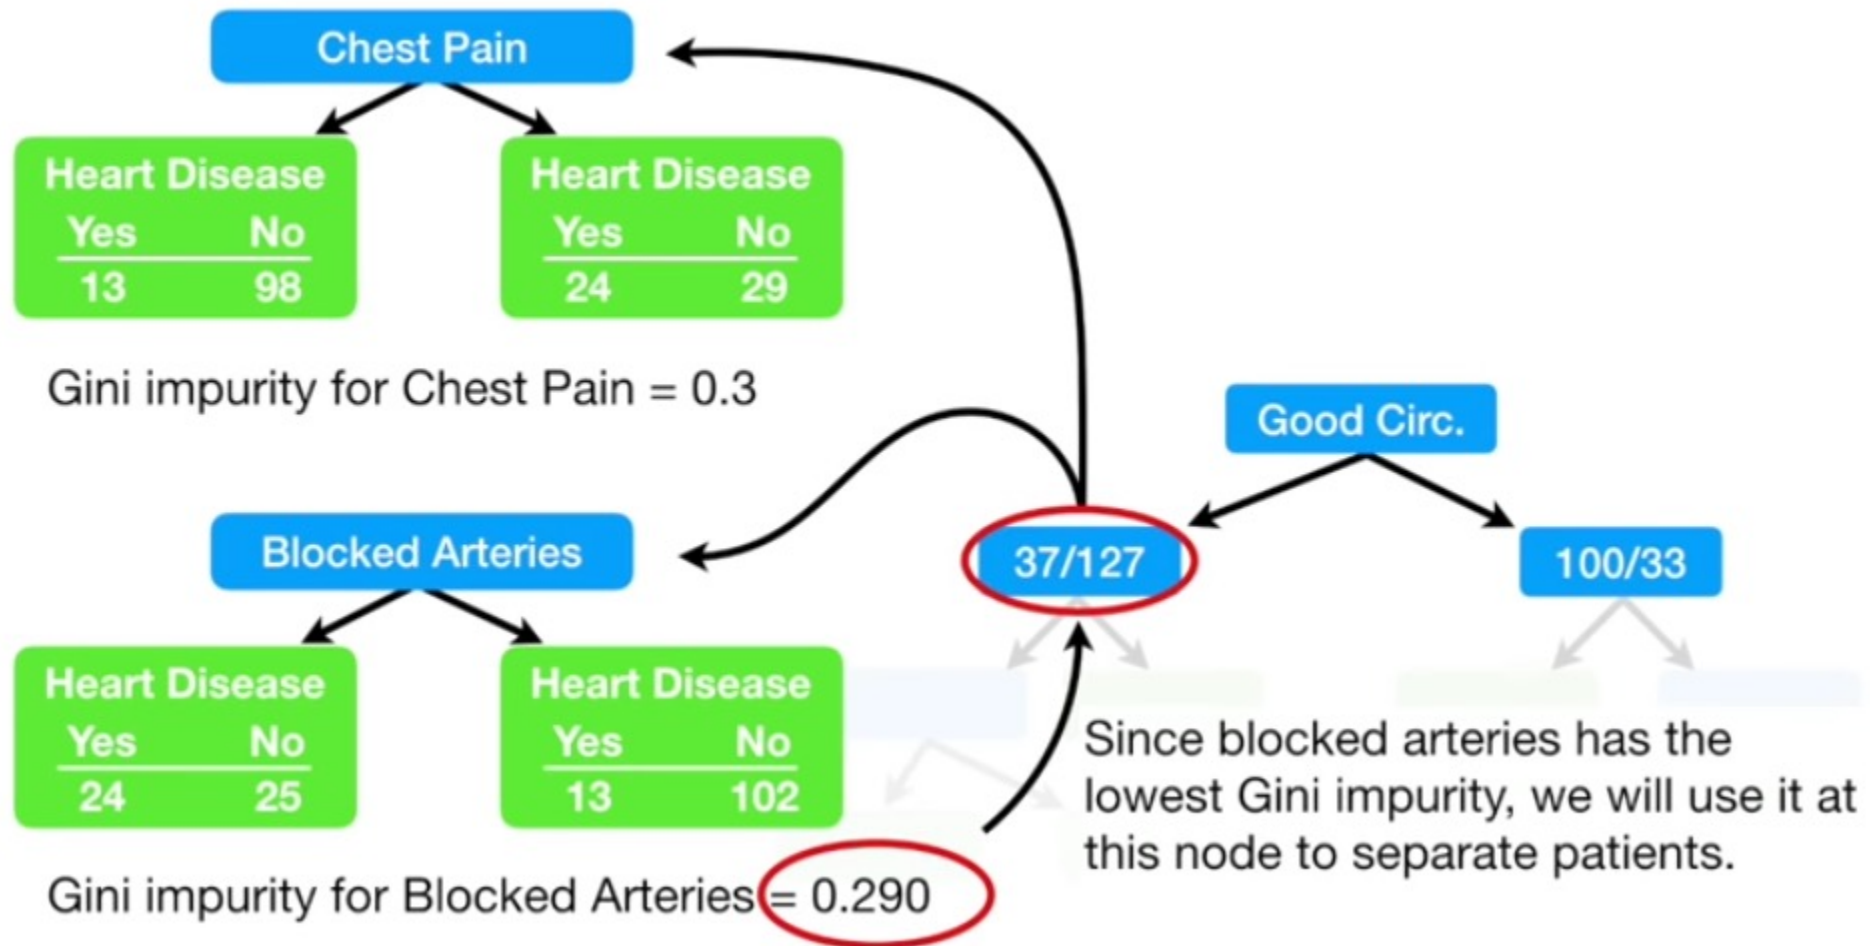 Chest Pain
Heart Disease
Yes No
13 98
Heart Disease
Yes No
24 29
Gini impurity for Chest Pain = 0.3
Good Circ.
37/127
100/33
Blocked Arteries
Heart Disease
Yes No
24 25
Heart Disease
Yes No
13 102
Gini impurity for Blocked Arteries = 0.290
Since blocked arteries has the
lowest Gini impurity, we will use it at
this node to separate patients.